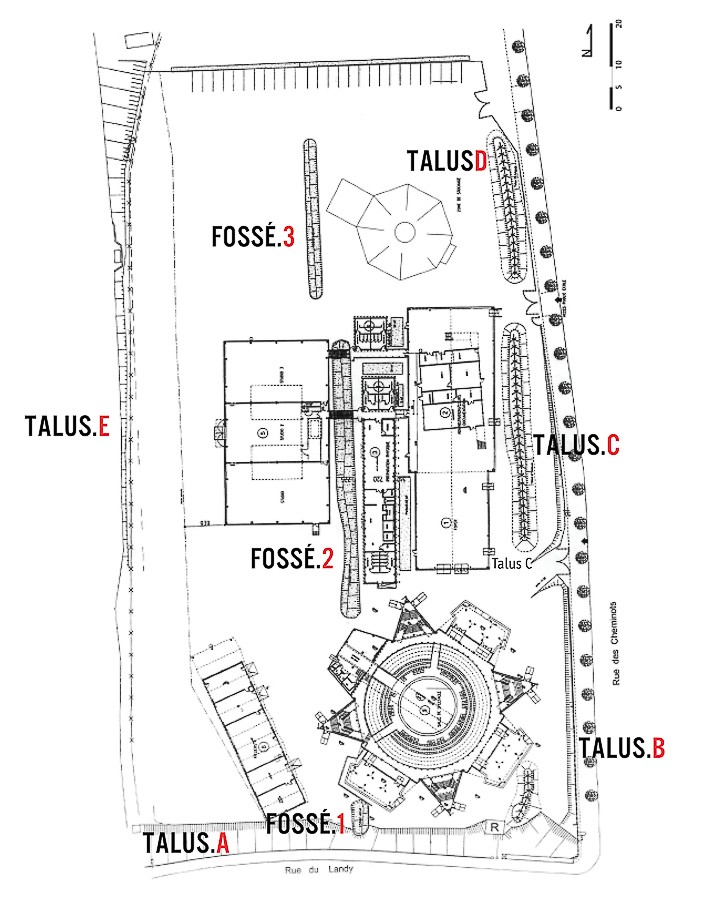 N
0 5 10 20
TALUSD
FOSSÉ.3
TALUS.E
TALUS.C
FOSSÉ.2
Talus C
Rue des Cheminots
TALUS.B
FOSSÉ.1
R
TALUS.A
Rue du Landy